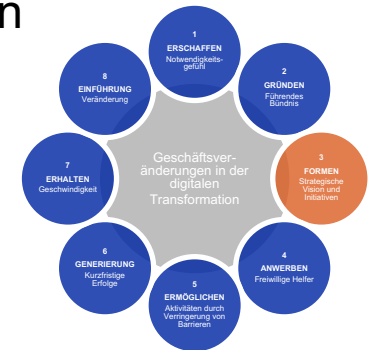 n
1
ERSCHAFFEN
Notwendigkeits-
gefühl
2
GRÜNDEN
Führendes
Bündnis
3
FORMEN
Strategische
Vision und
Initiativen
4
ANWERBEN
Freiwillige Helfer
5
ERMÖGLICHEN
Aktivitäten durch
Verringerung von
Barrieren
6
GENERIERUNG
Kurzfristige
Erfolge
7
ERHALTEN
Geschwindigkeit
8
EINFÜHRUNG
Veränderung
Geschäftsver-
änderungen in der
digitalen
Transformation